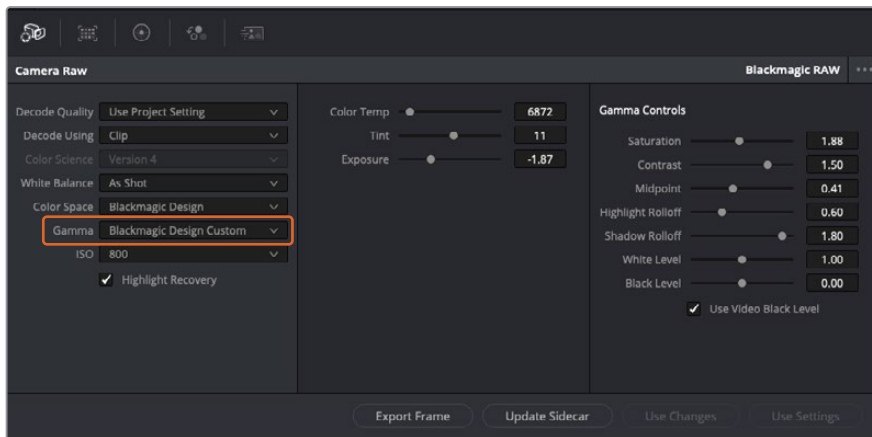 Camera Raw
Blackmagic RAW
Decode Quality Use Project Setting
Decode Using Clip
Color Science Version 4
White Balance As Shot
Color Space Blackmagic Design
Gamma Blackmagic Design Custom
ISO 800
Highlight Recovery
Color Temp 6872
Tint 11
Exposure -1.87
Gamma Controls
Saturation 1.88
Contrast 1.50
Midpoint 0.41
Highlight Rolloff 0.60
Shadow Rolloff 1.80
White Level 1.00
Black Level 0.00
Use Video Black Level
Export Frame
Update Sidecar
Use Changes
Use Settings